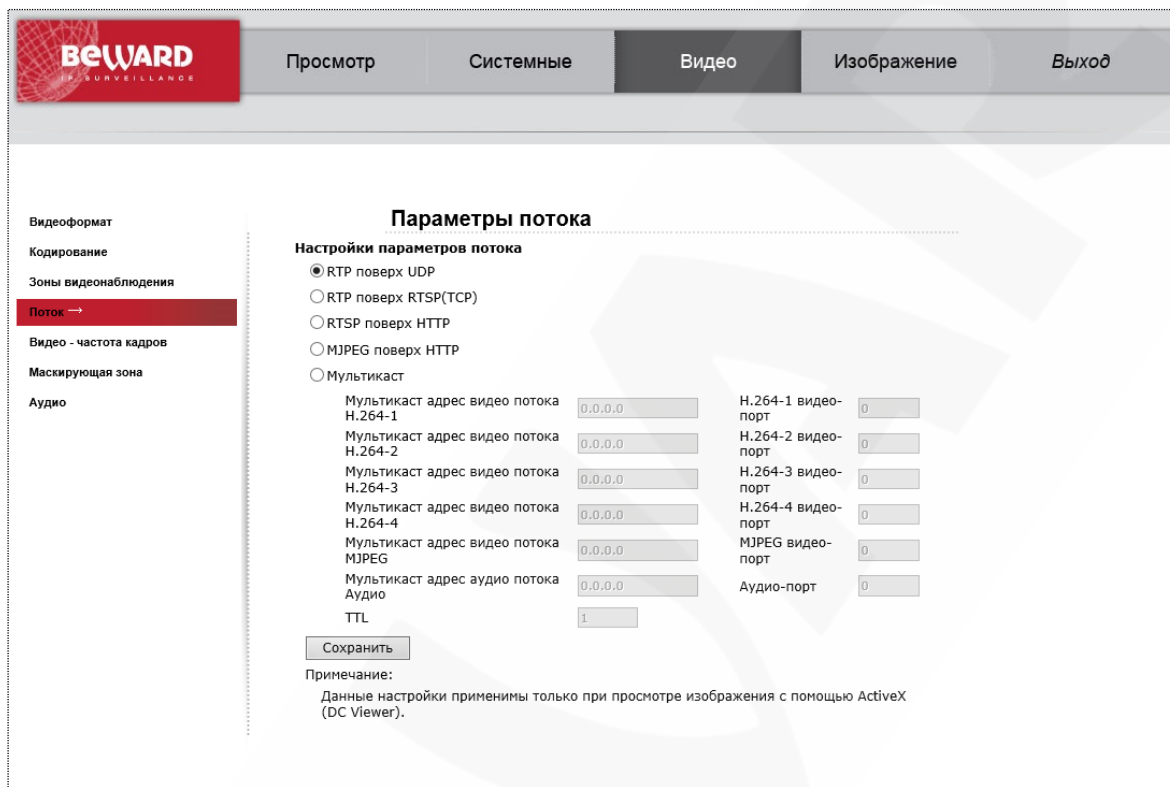 BEWARD
IP SURVEILLANCE
Просмотр
Системные
Видео
Изображение
Выход
Видеоформат
Кодирование
Зоны видеонаблюдения
Поток →
Видео - частота кадров
Маскирующая зона
Аудио
Параметры потока
Настройки параметров потока
RTP поверх UDP
RTP поверх RTSP(TCP)
RTSP поверх HTTP
MJPEG поверх HTTP
Мультикаст
Мультикаст адрес видео потока
H.264-1
0.0.0.0
H.264-1 видео-
порт
0
Мультикаст адрес видео потока
H.264-2
0.0.0.0
H.264-2 видео-
порт
0
Мультикаст адрес видео потока
H.264-3
0.0.0.0
H.264-3 видео-
порт
0
Мультикаст адрес видео потока
H.264-4
0.0.0.0
H.264-4 видео-
порт
0
Мультикаст адрес видео потока
MJPEG
0.0.0.0
MJPEG видео-
порт
0
Мультикаст адрес аудио потока
Аудио
0.0.0.0
Аудио-порт
0
TTL
1
Сохранить
Примечание:
Данные настройки применимы только при просмотре изображения с помощью ActiveX
(DC Viewer).